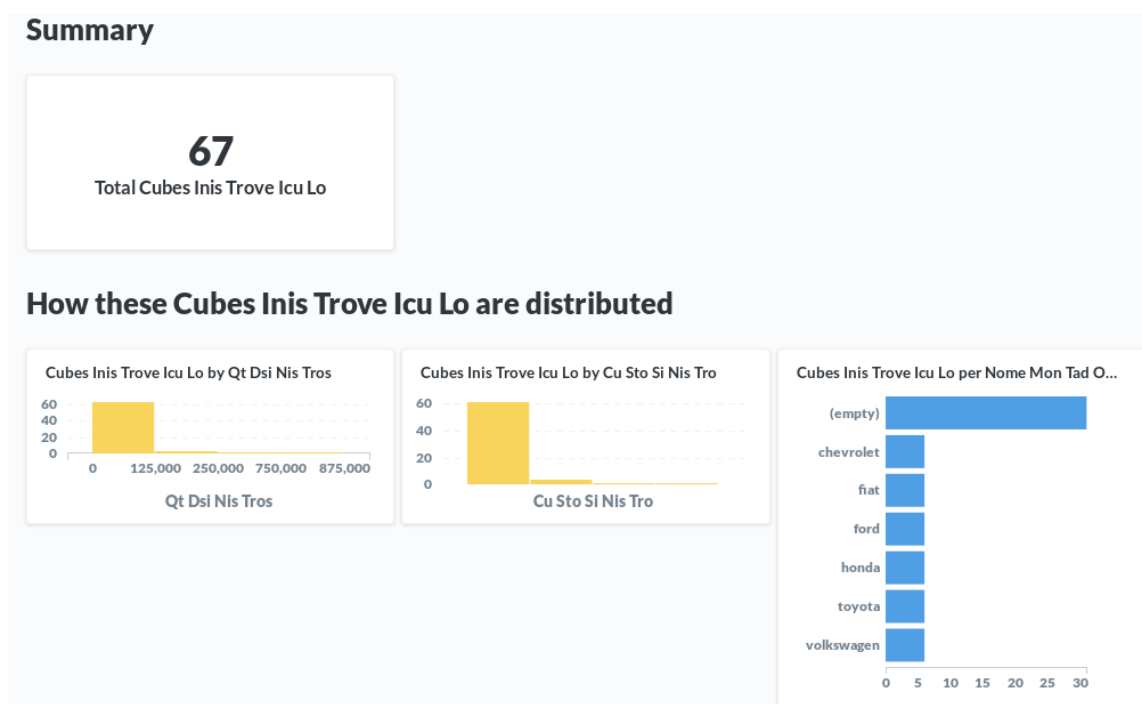 Summary
67
Total Cubes Inis Trove Icu Lo
How these Cubes Inis Trove Icu Lo are distributed
Cubes Inis Trove Icu Lo by Qt Dsi Nis Tros
60
40
20
0
0 125,000 250,000 750,000 875,000
Qt Dsi Nis Tros
Cubes Inis Trove Icu Lo by Cu Sto Si Nis Tro
60
40
20
0
Cu Sto Si Nis Tro
Cubes Inis Trove Icu Lo per Nome Mon Tad O...
(empty)
chevrolet
fiat
ford
honda
toyota
volkswagen
0 5 10 15 20 25 30